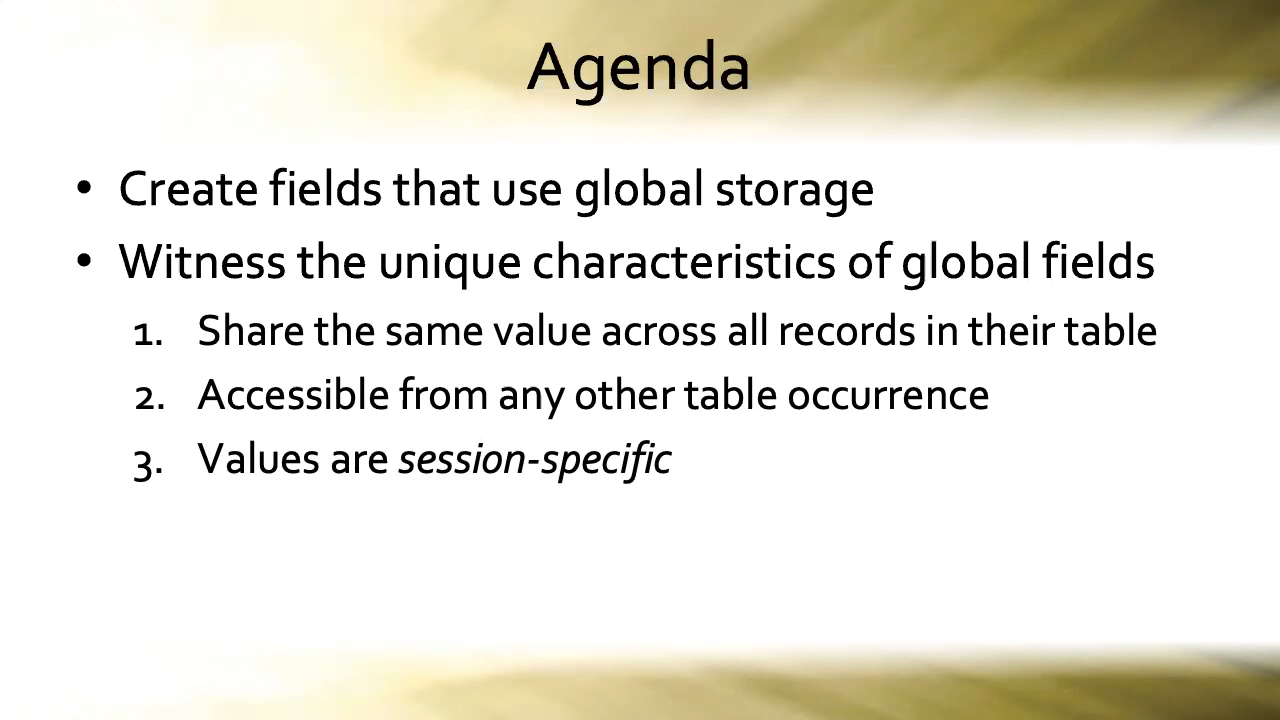 Agenda
• Create fields that use global storage
• Witness the unique characteristics of global fields
1. Share the same value across all records in their table
2. Accessible from any other table occurrence
3. Values are session-specific